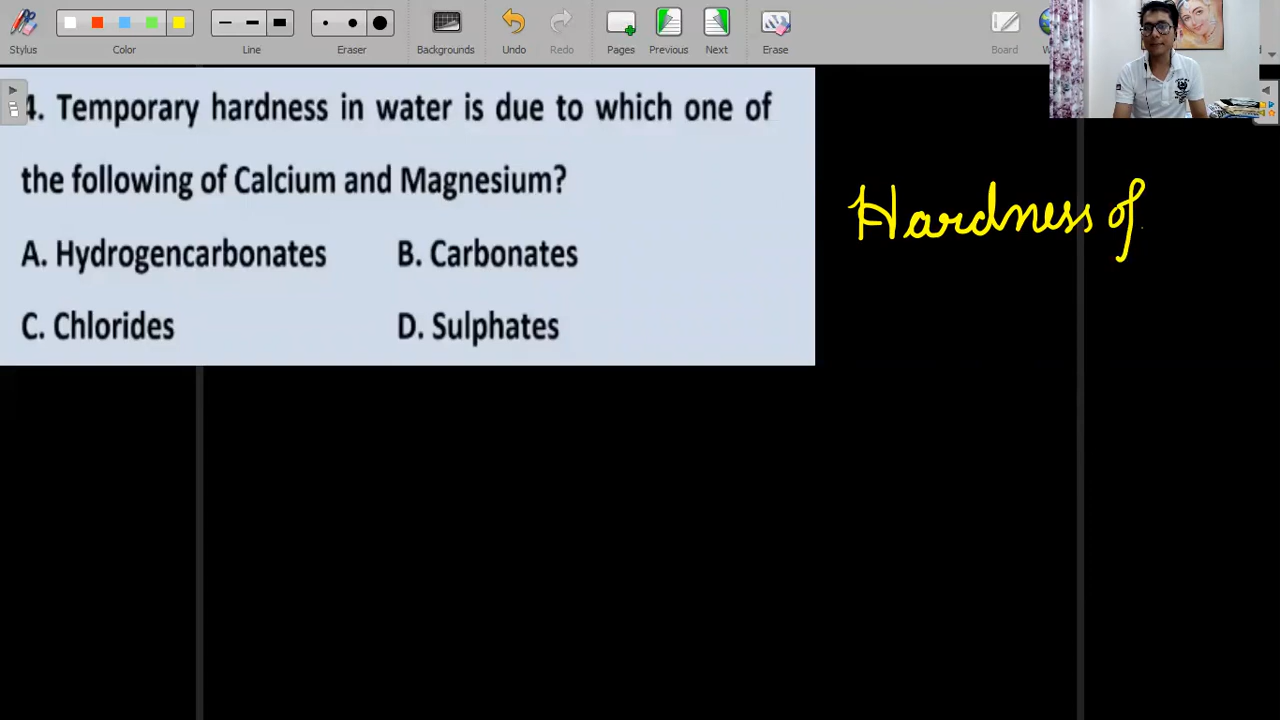 Stylus
Color
Line
Eraser
Backgrounds
Undo
Redo
Pages
Previous
Next
Erase
Board
4. Temporary hardness in water is due to which one of
the following of Calcium and Magnesium?
A. Hydrogencarbonates B. Carbonates
C. Chlorides D. Sulphates
Hardness of